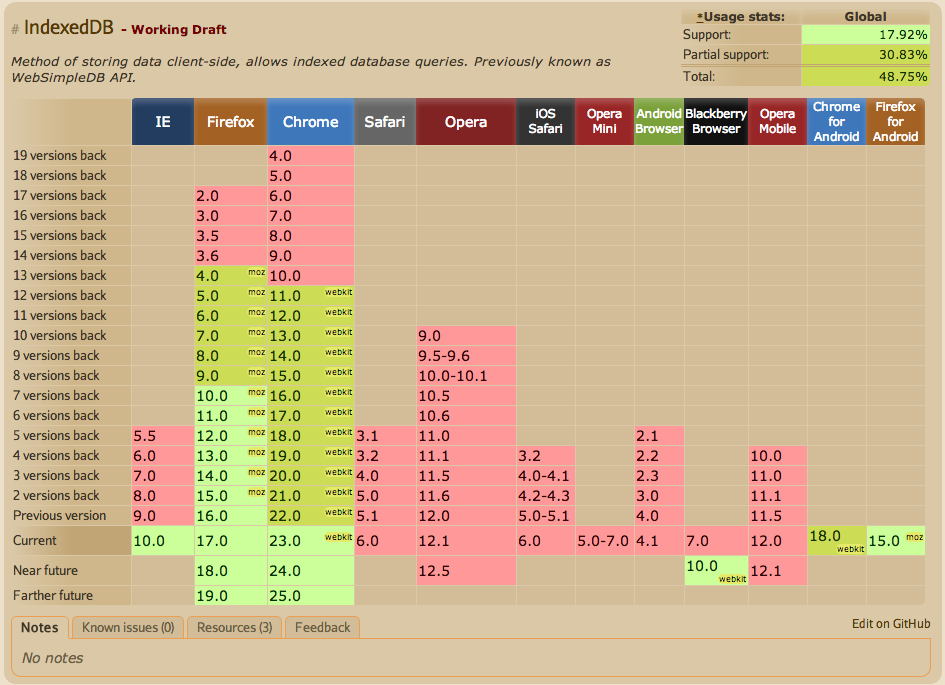 # IndexedDB - Working Draft
*Usage stats: Global
Support: 17.92%
Partial support: 30.83%
Total: 48.75%
Method of storing data client-side, allows indexed database queries. Previously known as
WebSimpleDB API.
IE Firefox Chrome Safari Opera iOS Safari Opera Mini Android Browser Blackberry Browser Opera Mobile Chrome for Android Firefox for Android
19 versions back 4.0
18 versions back 5.0
17 versions back 2.0 6.0
16 versions back 3.0 7.0
15 versions back 3.5 8.0
14 versions back 3.6 9.0
13 versions back 4.0 moz 10.0
12 versions back 5.0 moz 11.0 webkit
11 versions back 6.0 moz 12.0 webkit
10 versions back 7.0 moz 13.0 webkit 9.0
9 versions back 8.0 moz 14.0 webkit 9.5-9.6
8 versions back 9.0 moz 15.0 webkit 10.0-10.1
7 versions back 10.0 moz 16.0 webkit 10.5
6 versions back 11.0 moz 17.0 webkit 10.6
5 versions back 5.5 12.0 moz 18.0 webkit 3.1 11.0 2.1
4 versions back 6.0 13.0 moz 19.0 webkit 3.2 11.1 3.2 2.2 10.0
3 versions back 7.0 14.0 moz 20.0 webkit 4.0 11.5 4.0-4.1 2.3 11.0
2 versions back 8.0 15.0 moz 21.0 webkit 5.0 11.6 4.2-4.3 3.0 11.1
Previous version 9.0 16.0 22.0 webkit 5.1 12.0 5.0-5.1 4.0 11.5
Current 10.0 17.0 23.0 webkit 6.0 12.1 6.0 5.0-7.0 4.1 7.0 12.0 18.0 webkit 15.0 moz
Near future 18.0 24.0 12.5 10.0 webkit 12.1
Farther future 19.0 25.0
Notes Known issues (0) Resources (3) Feedback Edit on GitHub
No notes